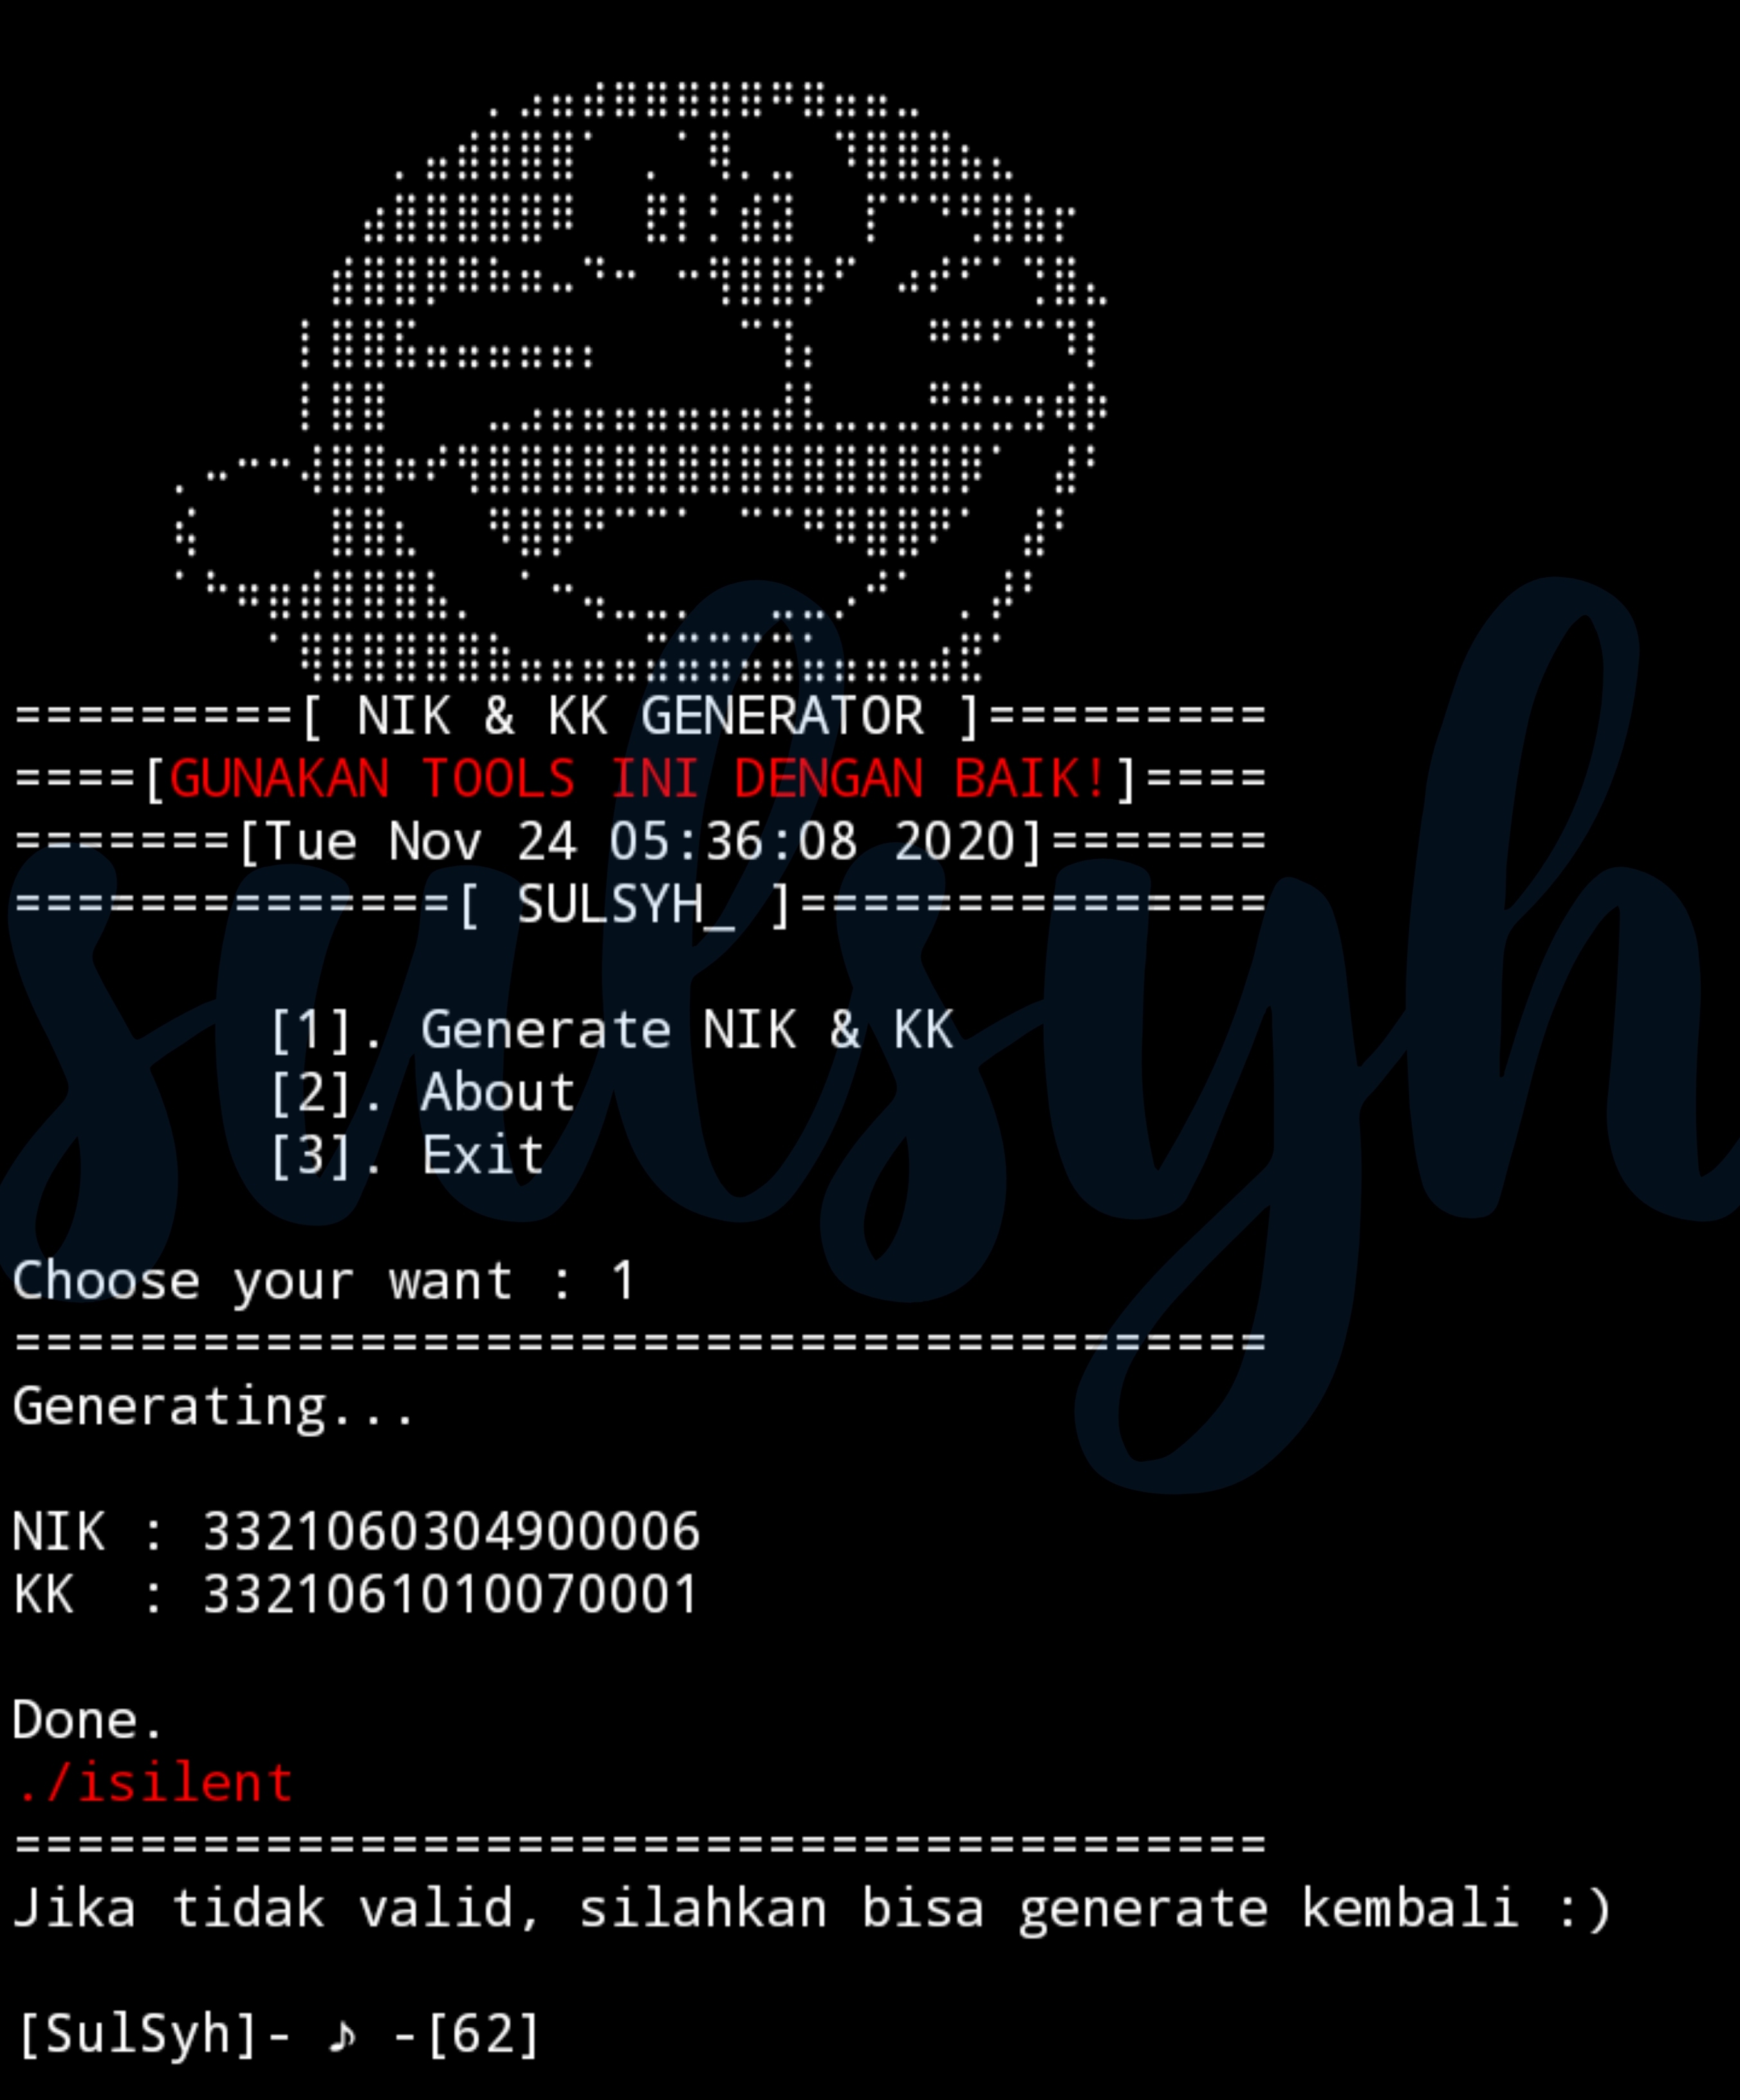 =========[ NIK & KK GENERATOR ]=========
====[GUNAKAN TOOLS INI DENGAN BAIK!]====
=======[Tue Nov 24 05:36:08 2020]=======
==============[ SULSYH_ ]===============
[1]. Generate NIK & KK
[2]. About
[3]. Exit
Choose your want : 1
========================================
Generating...
NIK : 3321060304900006
KK  : 3321061010070001
Done.
./isilent
========================================
Jika tidak valid, silahkan bisa generate kembali :)
[SulSyh]- ♪ -[62]
sulsyh